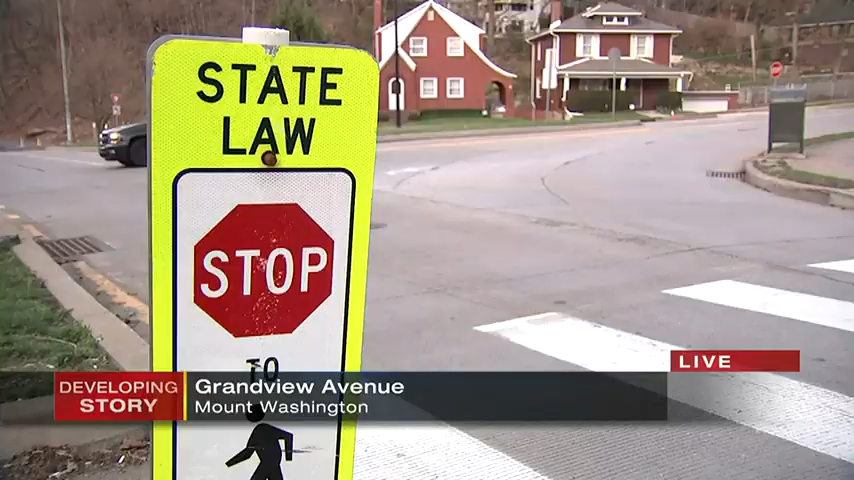 STATE
LAW
STOP
TO
DEVELOPING
STORY
Grandview Avenue
Mount Washington
LIVE